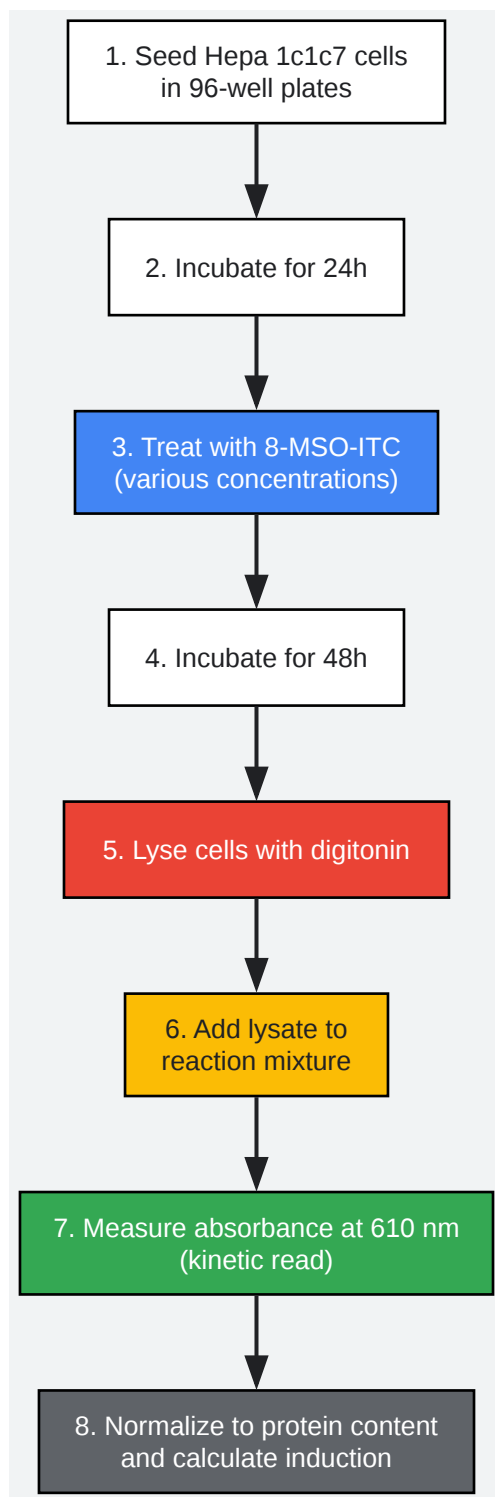 1. Seed Hepa 1c1c7 cells
in 96-well plates
2. Incubate for 24h
3. Treat with 8-MSO-ITC
(various concentrations)
4. Incubate for 48h
5. Lyse cells with digitonin
6. Add lysate to
reaction mixture
7. Measure absorbance at 610 nm
(kinetic read)
8. Normalize to protein content
and calculate induction